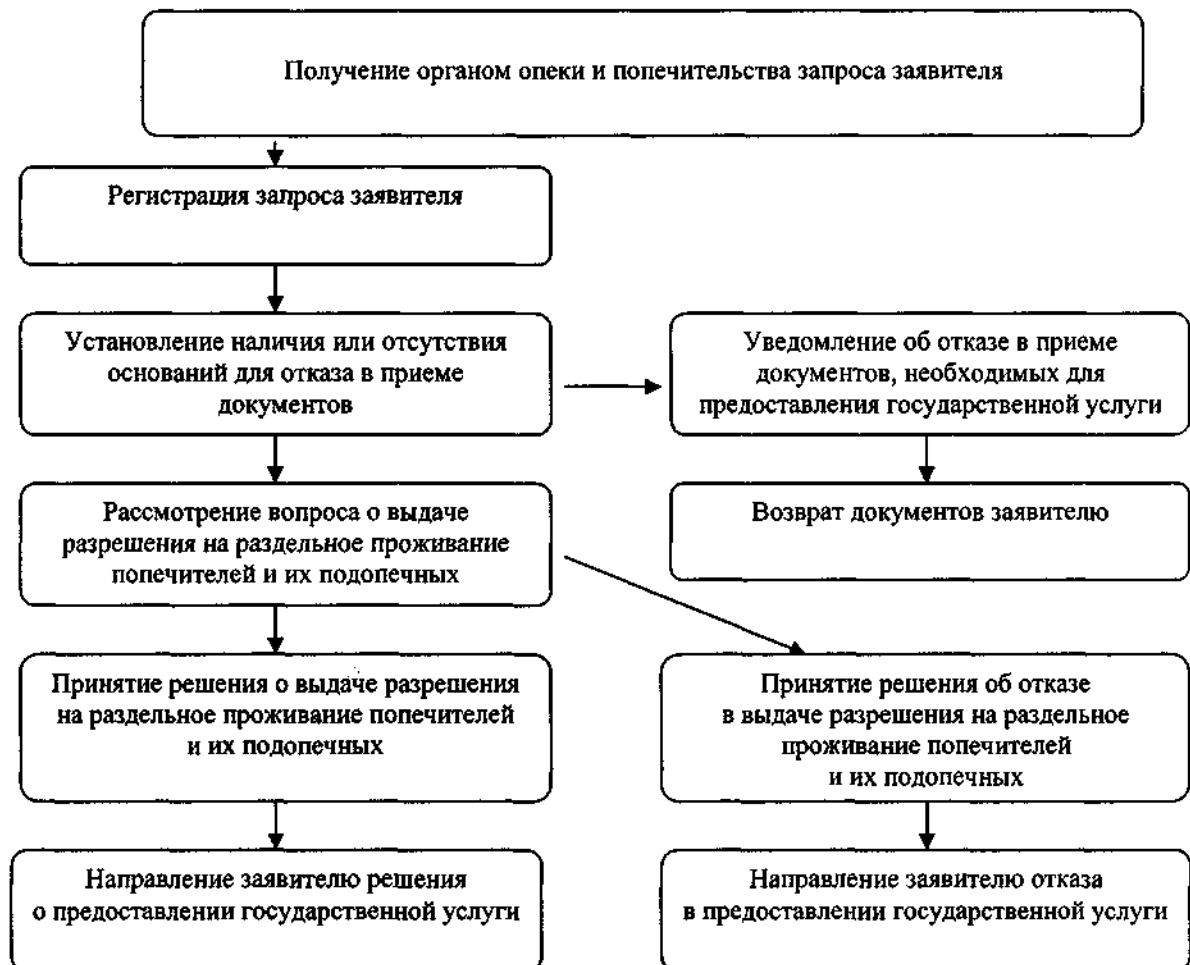 Получение органом опеки и попечительства запроса заявителя
Регистрация запроса заявителя
Установление наличия или отсутствия
оснований для отказа в приеме
документов
Уведомление об отказе в приеме
документов, необходимых для
предоставления государственной услуги
Рассмотрение вопроса о выдаче
разрешения на раздельное проживание
попечителей и их подопечных
Возврат документов заявителю
Принятие решения о выдаче разрешения
на раздельное проживание попечителей
и их подопечных
Принятие решения об отказе
в выдаче разрешения на раздельное
проживание попечителей
и их подопечных
Направление заявителю решения
о предоставлении государственной услуги
Направление заявителю отказа
в предоставлении государственной услуги